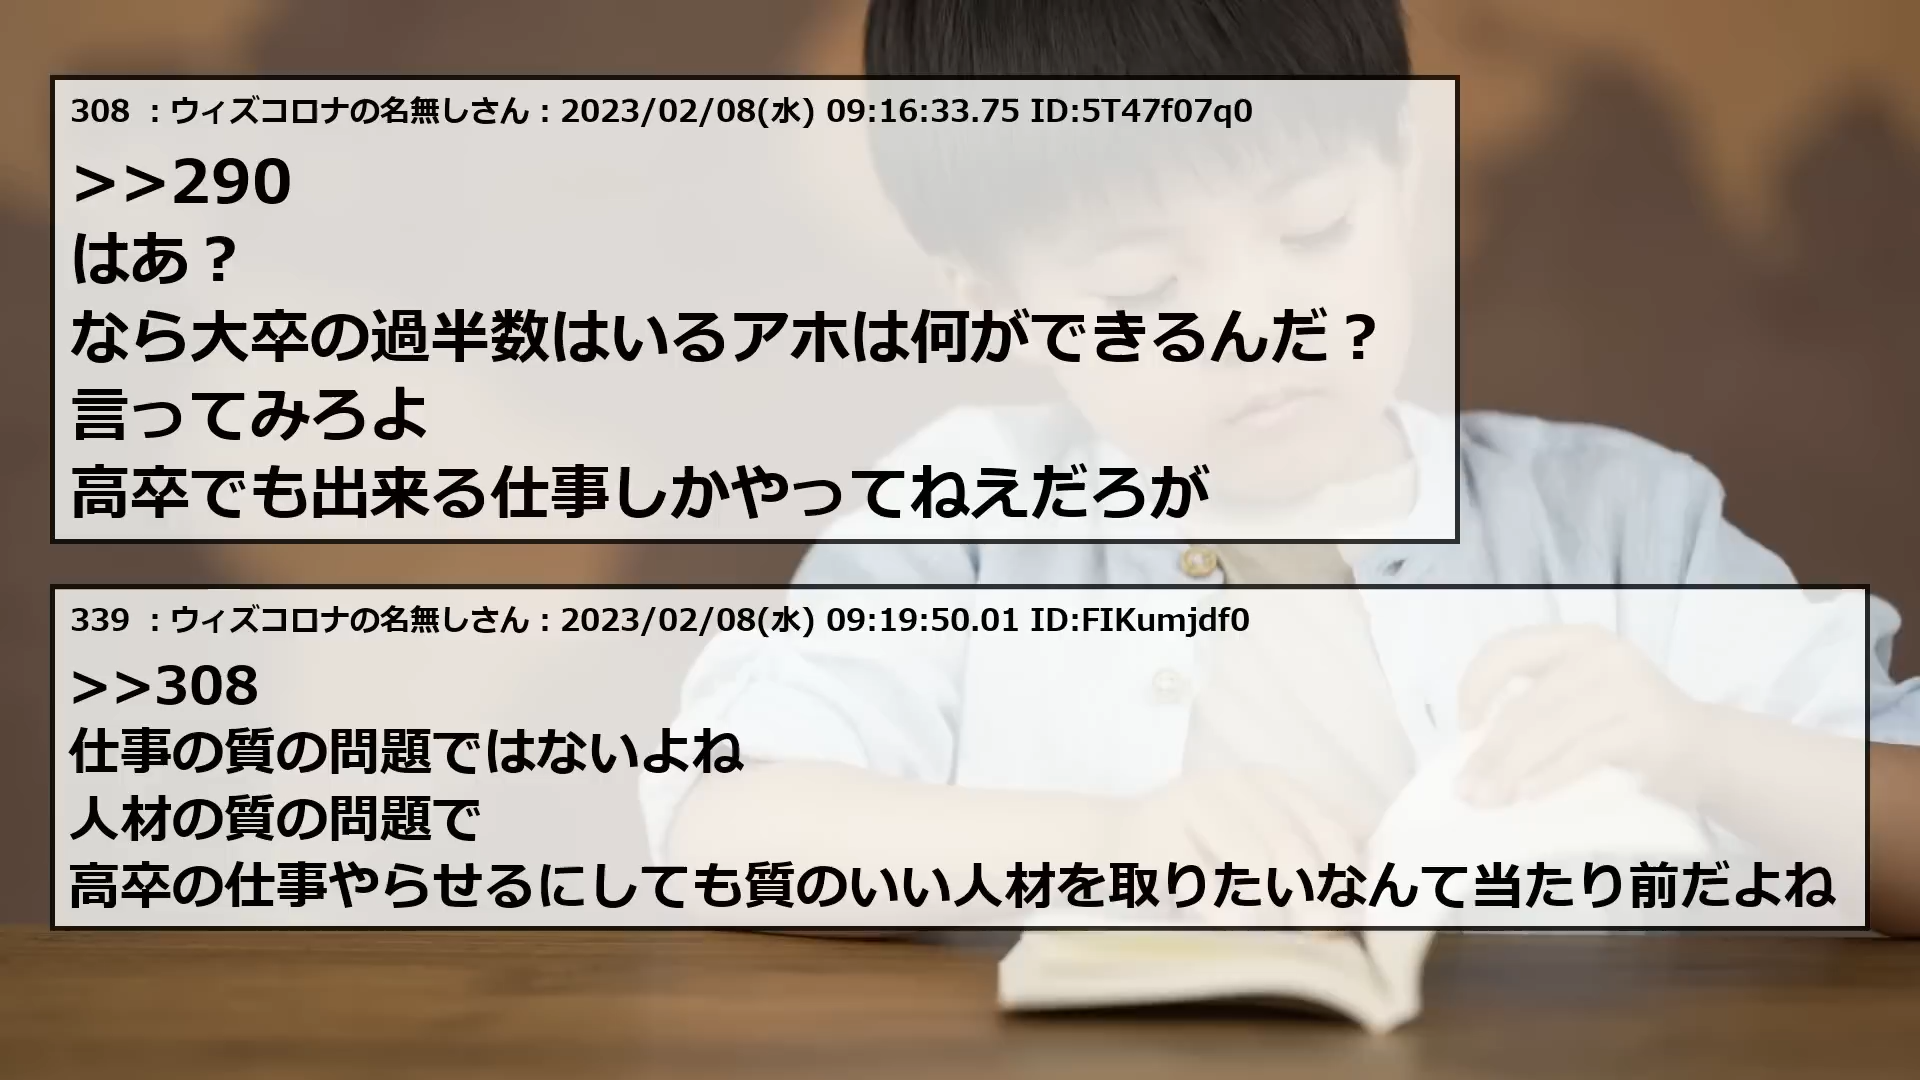 308 ：ウィズコロナの名無しさん：2023/02/08(水) 09:16:33.75 ID:5T47f07q0
>>290
はあ？
なら大卒の過半数はいるアホは何ができるんだ？
言ってみろよ
高卒でも出来る仕事しかやってねえだろが
339 ：ウィズコロナの名無しさん：2023/02/08(水) 09:19:50.01 ID:FIKumjdf0
>>308
仕事の質の問題ではないよね
人材の質の問題で
高卒の仕事やらせるにしても質のいい人材を取りたいなんて当たり前だよね